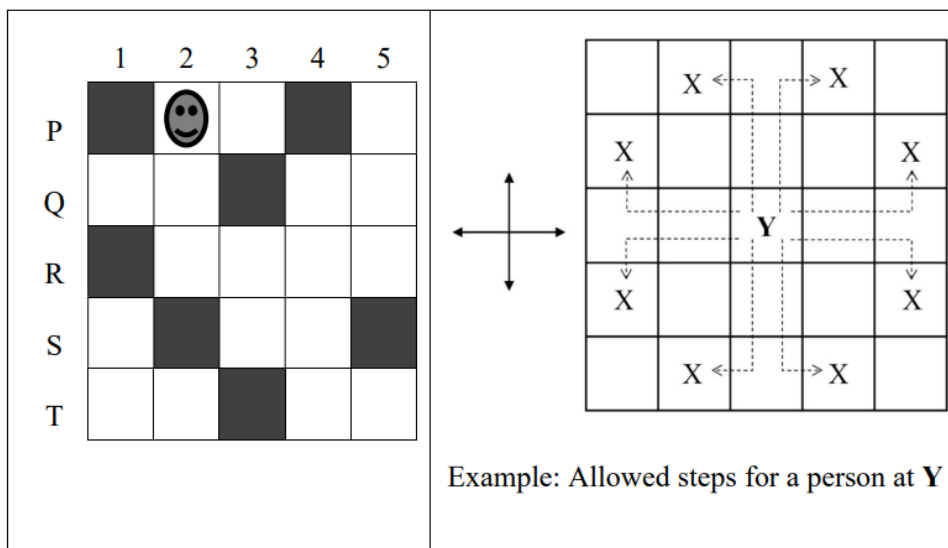 1 2 3 4 5
P
Q
R
S
T
X X
X X
Y
X X
X X
Example: Allowed steps for a person at Y